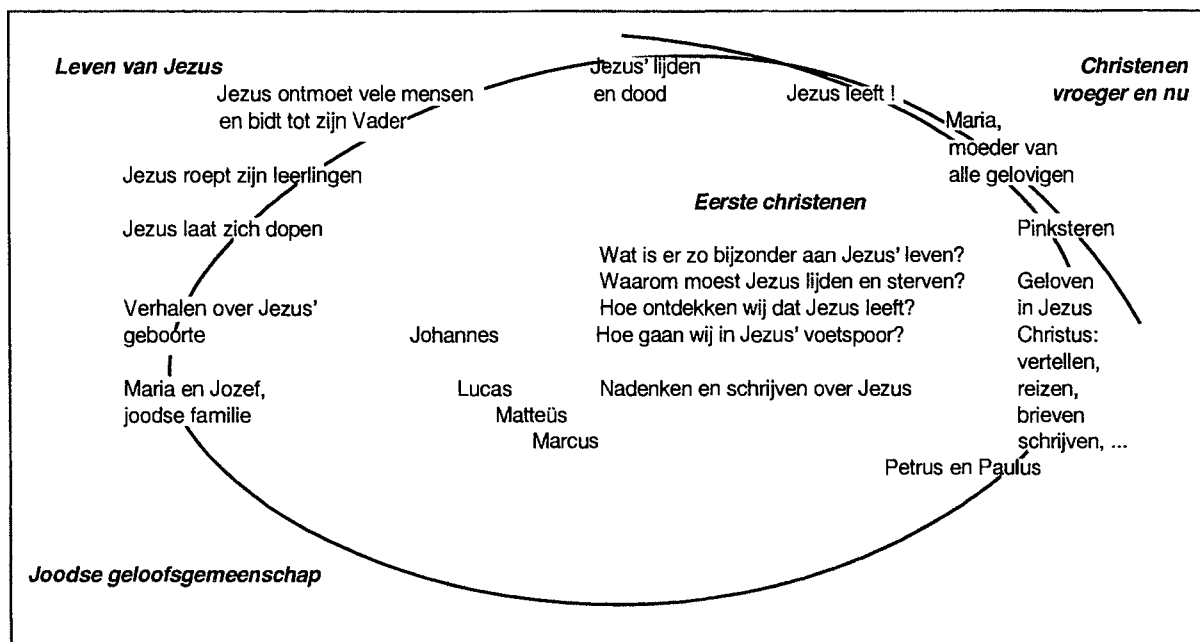 Leven van Jezus
Jezus ontmoet vele mensen
en bidt tot zijn Vader
Jezus roept zijn leerlingen
Jezus laat zich dopen
Verhalen over Jezus'
geboorte
Maria en Jozef,
joodse familie
Joodse geloofsgemeenschap
Jezus' lijden
en dood
Jezus leeft !
Christenen
vroeger en nu
Maria,
moeder van
alle gelovigen
Pinksteren
Geloven
in Jezus
Christus:
vertellen,
reizen,
brieven
schrijven, ...
Petrus en Paulus
Eerste christenen
Wat is er zo bijzonder aan Jezus' leven?
Waarom moest Jezus lijden en sterven?
Hoe ontdekken wij dat Jezus leeft?
Hoe gaan wij in Jezus' voetspoor?
Nadenken en schrijven over Jezus
Johannes
Lucas
Matteüs
Marcus